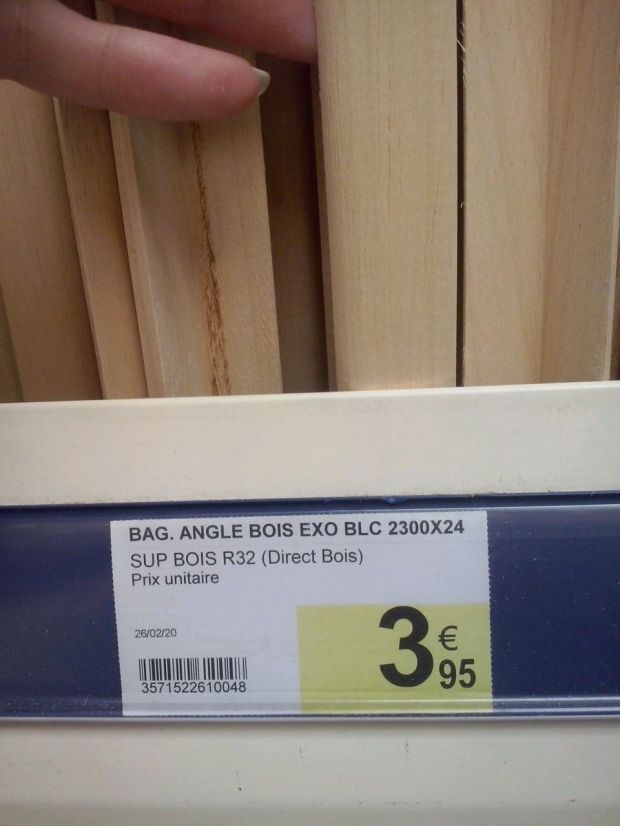 BAG. ANGLE BOIS EXO BLC 2300X24
SUP BOIS R32 (Direct Bois)
Prix unitaire
26/02/20
3571522610048
3 € 95